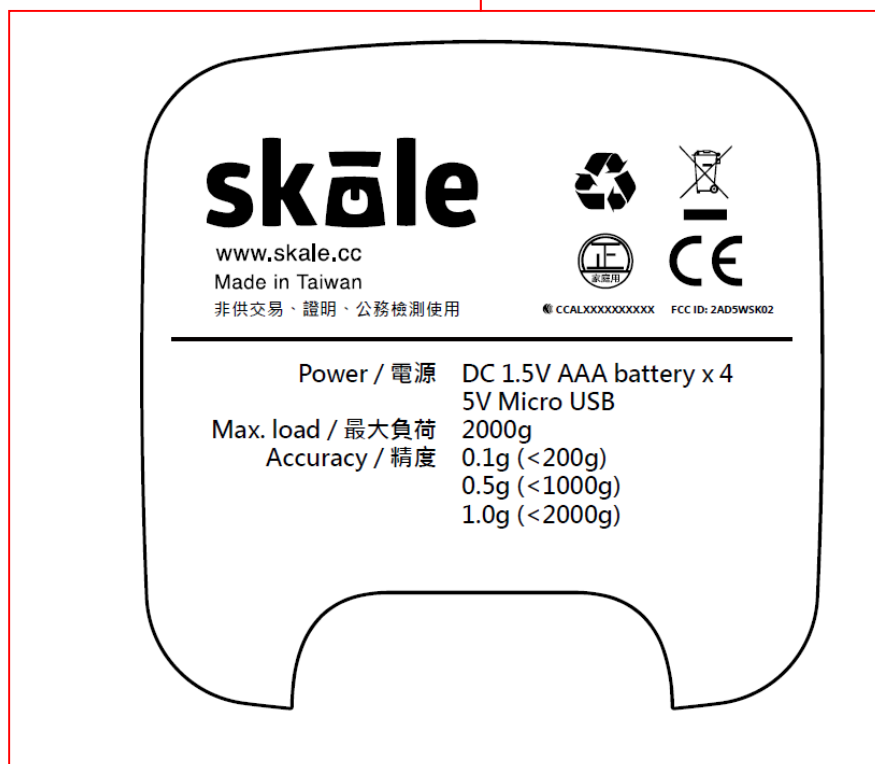 skāle
www.skale.cc
Made in Taiwan
非供交易、證明、公務檢測使用
正
家庭用
CE
CCALXXXXXXXXXX FCC ID: 2AD5WSK02
Power / 電源 DC 1.5V AAA battery x 4
5V Micro USB
Max. load / 最大負荷 2000g
Accuracy / 精度 0.1g (<200g)
0.5g (<1000g)
1.0g (<2000g)